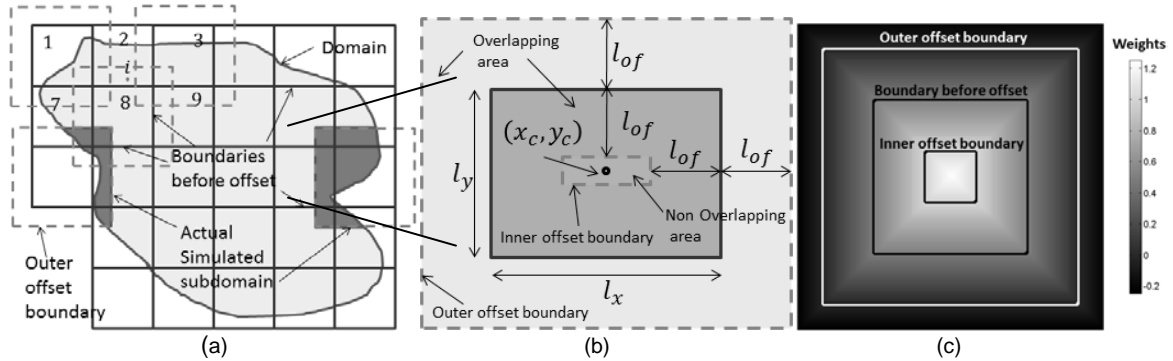 1
2
3
i
7
8
9
Domain
Boundaries
before offset
Actual
Simulated
subdomain
Outer
offset
boundary
(a)
Overlapping
area
l_of
(x_c, y_c)
l_of
l_of
l_of
l_y
Non Overlapping
area
Inner offset boundary
l_x
Outer offset boundary
(b)
Outer offset boundary
Boundary before offset
Inner offset boundary
(c)
Weights
1.2
1
0.8
0.6
0.4
0.2
0
-0.2